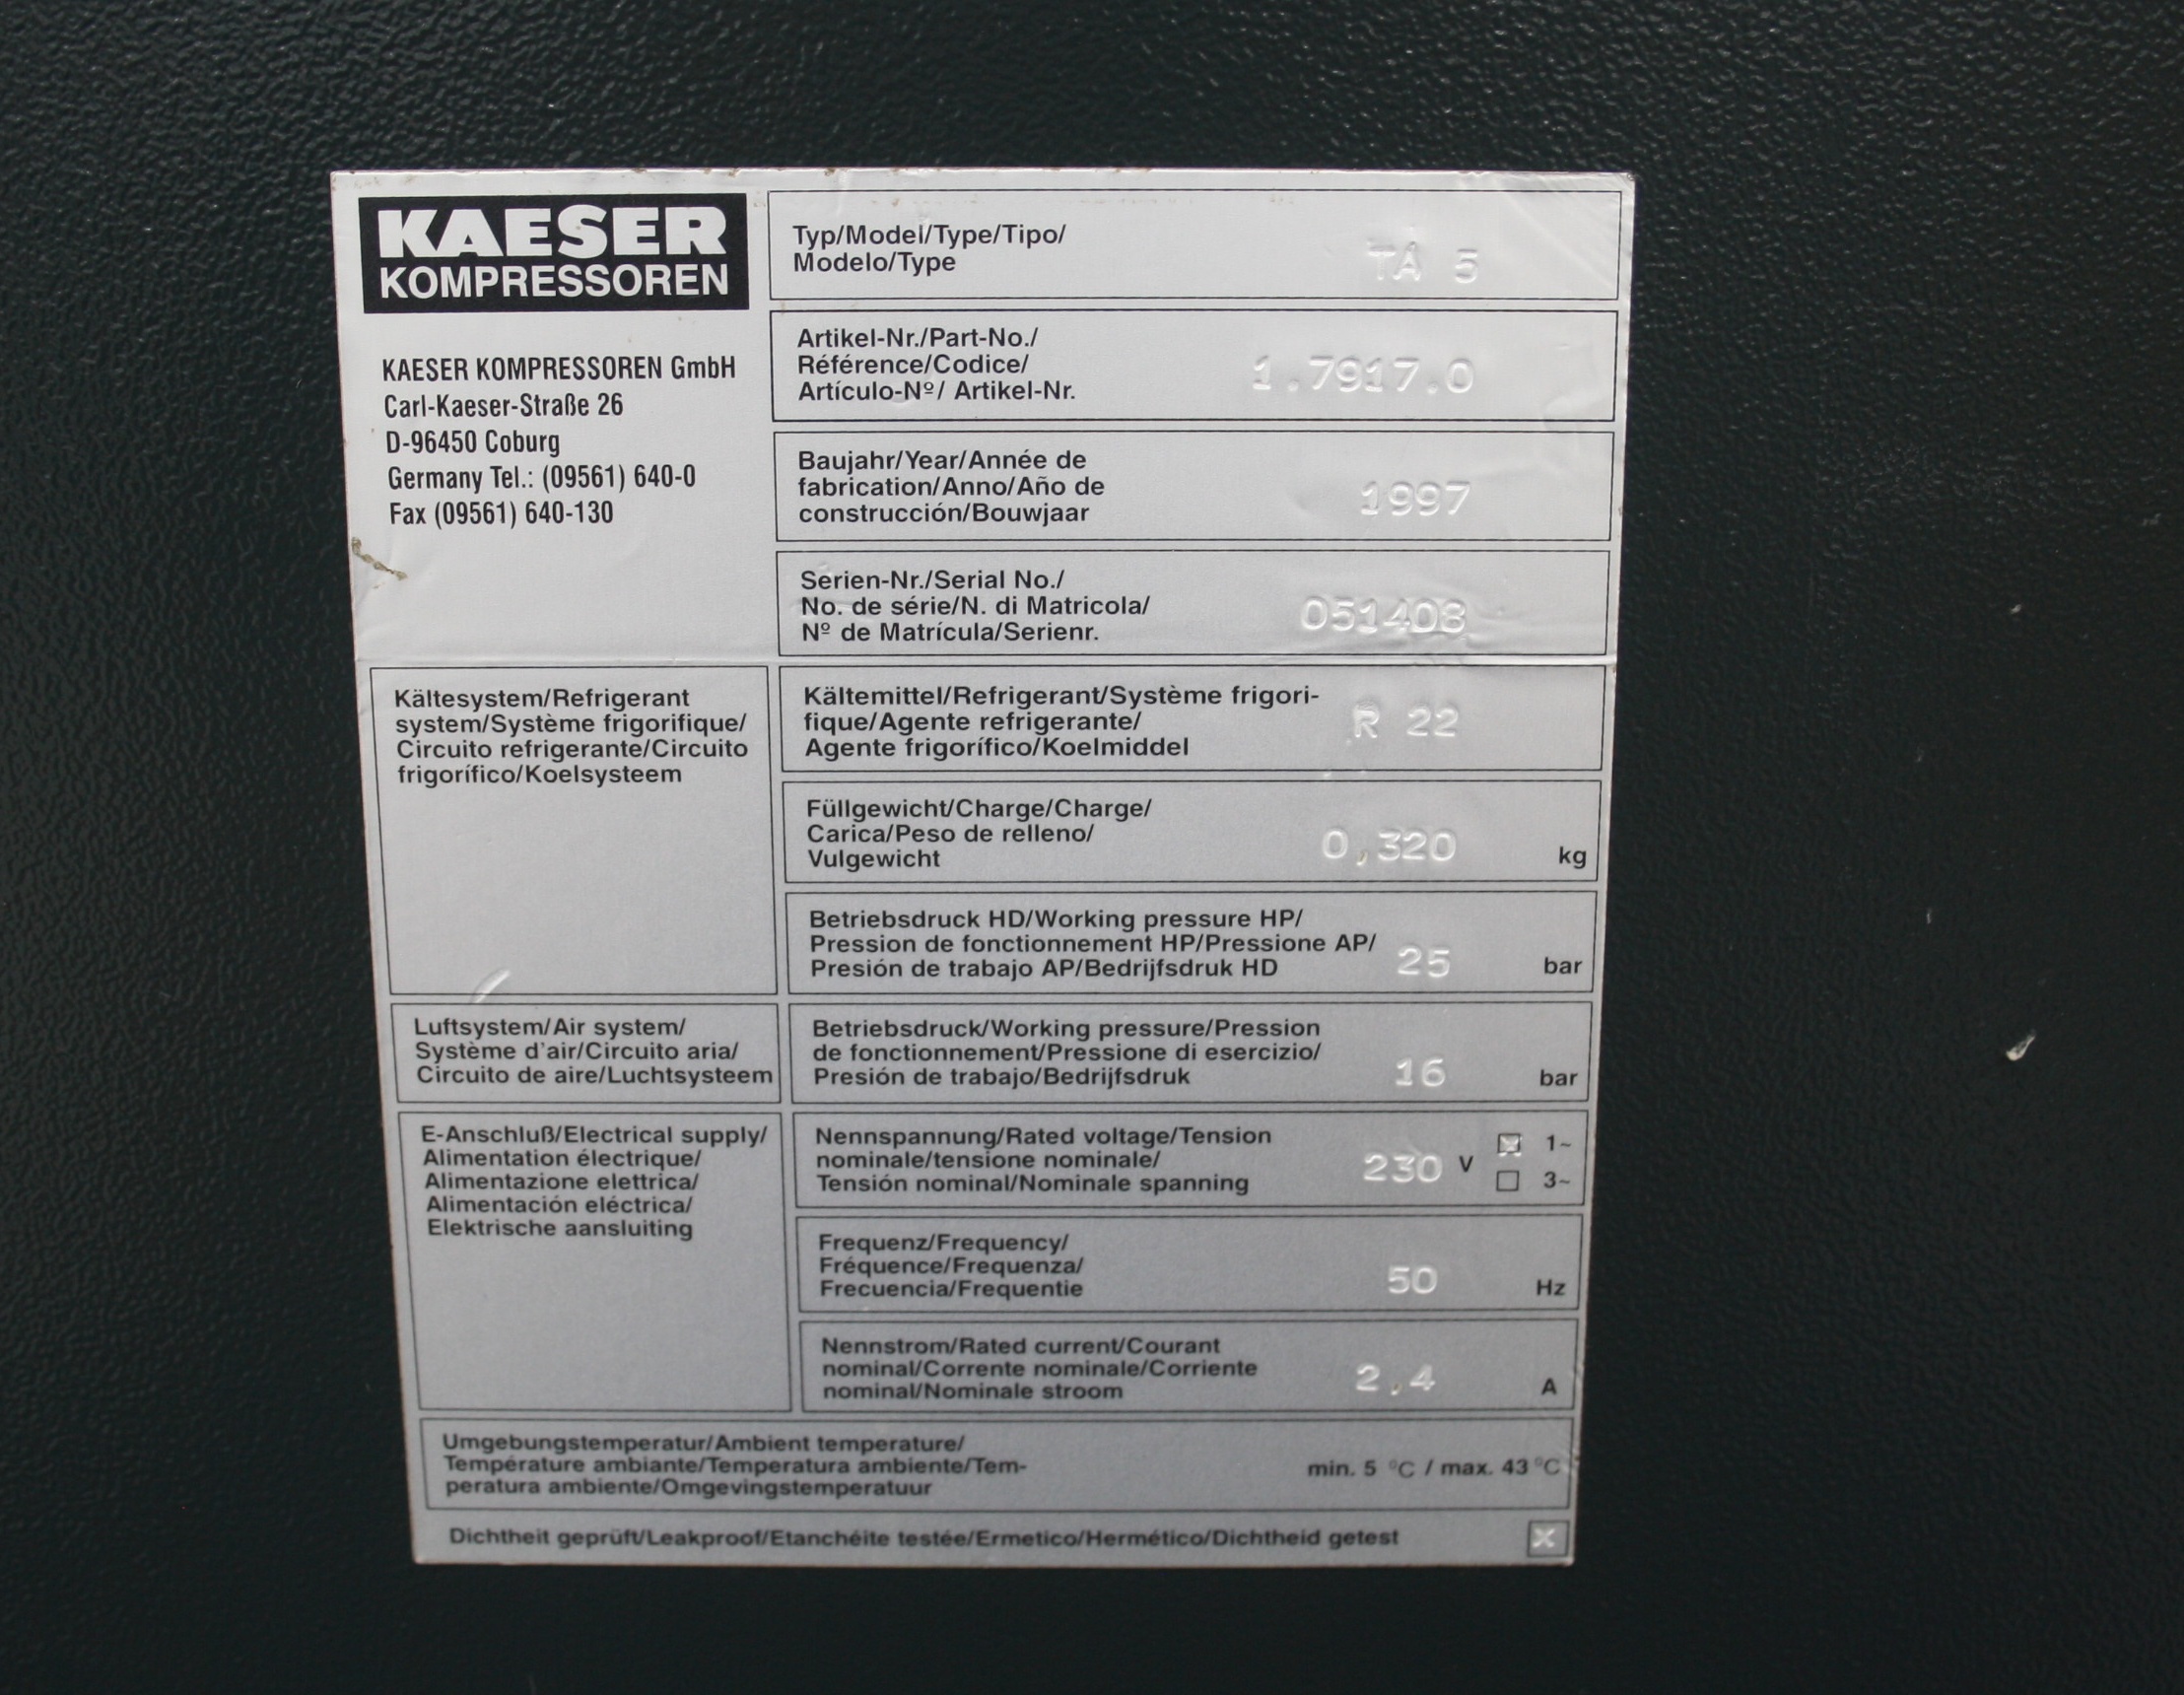 KAESER
KOMPRESSOREN
KAESER KOMPRESSOREN GmbH
Carl-Kaeser-Straße 26
D-96450 Coburg
Germany Tel.: (09561) 640-0
Fax (09561) 640-130
Typ/Model/Type/Tipo/
Modelo/Type
TA 5
Artikel-Nr./Part-No./
Référence/Codice/
Artículo-Nº/ Artikel-Nr.
1.7917.0
Baujahr/Year/Année de
fabrication/Anno/Año de
construcción/Bouwjaar
1997
Serien-Nr./Serial No./
No. de série/N. di Matricola/
Nº de Matrícula/Serienr.
051408
Kältesystem/Refrigerant
system/Système frigorifique/
Circuito refrigerante/Circuito
frigorífico/Koelsysteem
Kältemittel/Refrigerant/Système frigori-
fique/Agente refrigerante/
Agente frigorífico/Koelmiddel
R 22
Füllgewicht/Charge/Charge/
Carica/Peso de relleno/
Vulgewicht
0,320 kg
Betriebsdruck HD/Working pressure HP/
Pression de fonctionnement HP/Pressione AP/
Presión de trabajo AP/Bedrijfsdruk HD
25 bar
Luftsystem/Air system/
Système d'air/Circuito aria/
Circuito de aire/Luchtsysteem
Betriebsdruck/Working pressure/Pression
de fonctionnement/Pressione di esercizio/
Presión de trabajo/Bedrijfsdruk
16 bar
E-Anschluß/Electrical supply/
Alimentation électrique/
Alimentazione elettrica/
Alimentación eléctrica/
Elektrische aansluiting
Nennspannung/Rated voltage/Tension
nominale/tensione nominale/
Tensión nominal/Nominale spanning
230 V
☒ 1~
☐ 3~
Frequenz/Frequency/
Fréquence/Frequenza/
Frecuencia/Frequentie
50 Hz
Nennstrom/Rated current/Courant
nominal/Corrente nominale/Corriente
nominal/Nominale stroom
2,4 A
Umgebungstemperatur/Ambient temperature/
Température ambiante/Temperatura ambiente/Tem-
peratura ambiente/Omgevingstemperatuur
min. 5 °C / max. 43 °C
Dichtheit geprüft/Leakproof/Etanchéite testée/Ermetico/Hermético/Dichtheid getest ☒